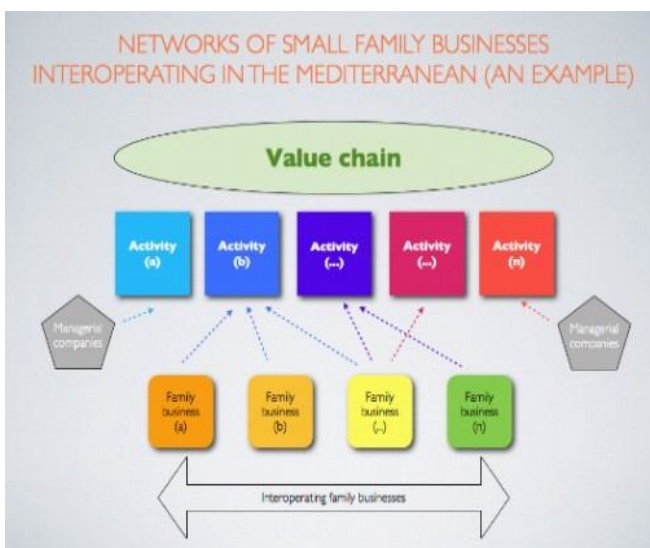 NETWORKS OF SMALL FAMILY BUSINESSES
INTEROPERATING IN THE MEDITERRANEAN (AN EXAMPLE)
Value chain
Activity
(a)
Activity
(b)
Activity
(...)
Activity
(...)
Activity
(n)
Managerial
companies
Managerial
companies
Family
business
(a)
Family
business
(b)
Family
business
(...)
Family
business
(n)
Interoperating family businesses